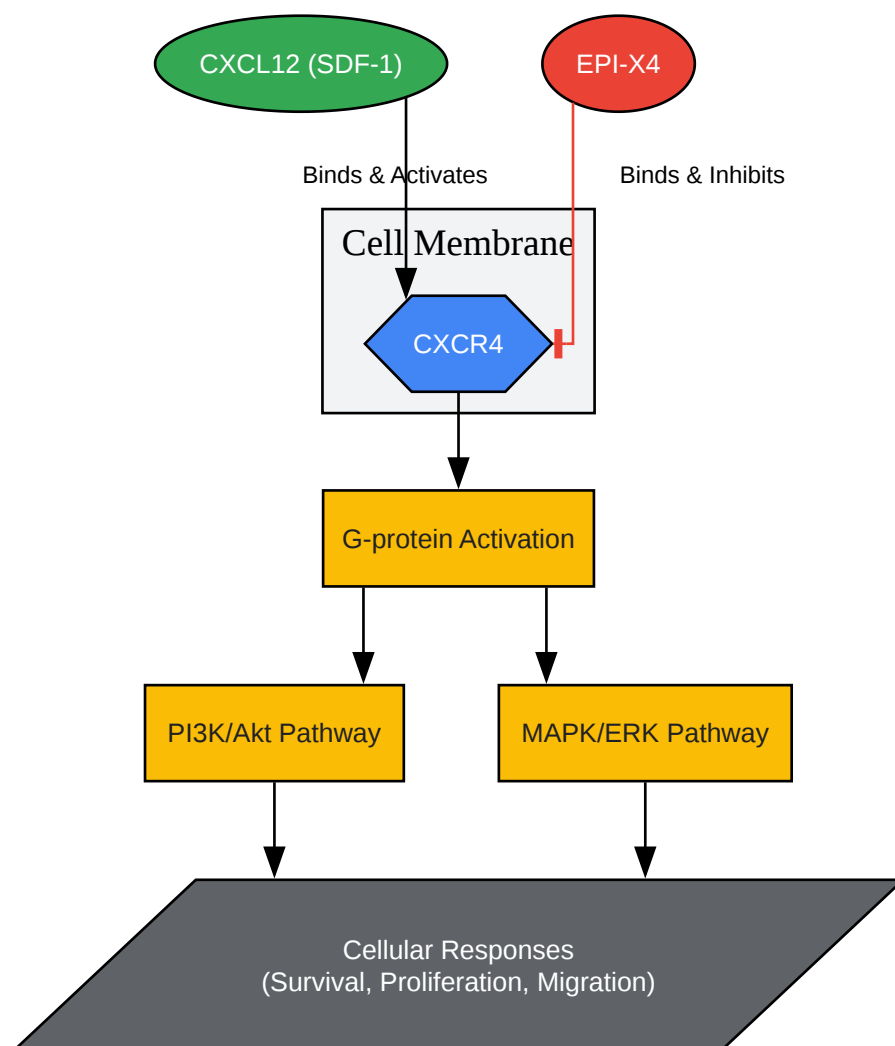 CXCL12 (SDF-1)
EPI-X4
Binds & Activates
Binds & Inhibits
Cell Membrane
CXCR4
G-protein Activation
PI3K/Akt Pathway
MAPK/ERK Pathway
Cellular Responses
(Survival, Proliferation, Migration)